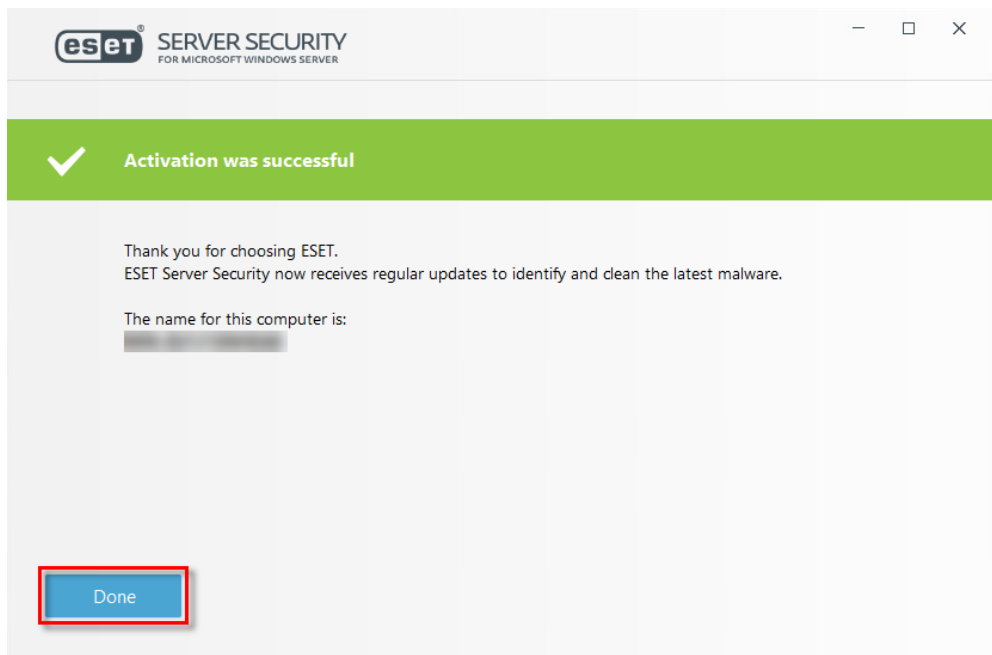 eset® SERVER SECURITY
FOR MICROSOFT WINDOWS SERVER
Activation was successful
Thank you for choosing ESET.
ESET Server Security now receives regular updates to identify and clean the latest malware.
The name for this computer is:
Done